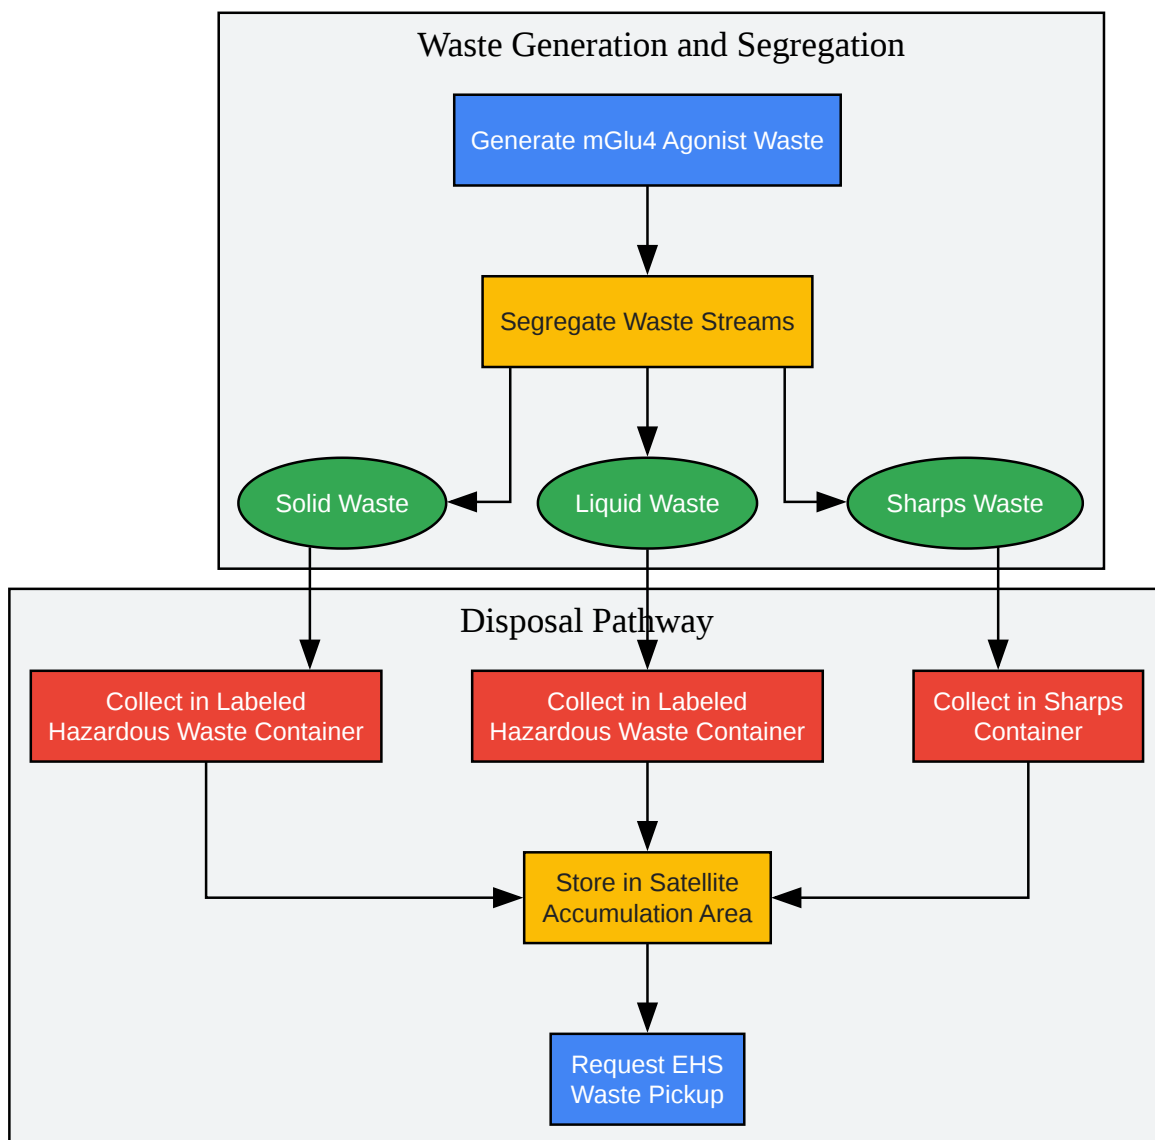 Waste Generation and Segregation
Generate mGlu4 Agonist Waste
Segregate Waste Streams
Solid Waste
Liquid Waste
Sharps Waste
Disposal Pathway
Collect in Labeled
Hazardous Waste Container
Collect in Labeled
Hazardous Waste Container
Collect in Sharps
Container
Store in Satellite
Accumulation Area
Request EHS
Waste Pickup